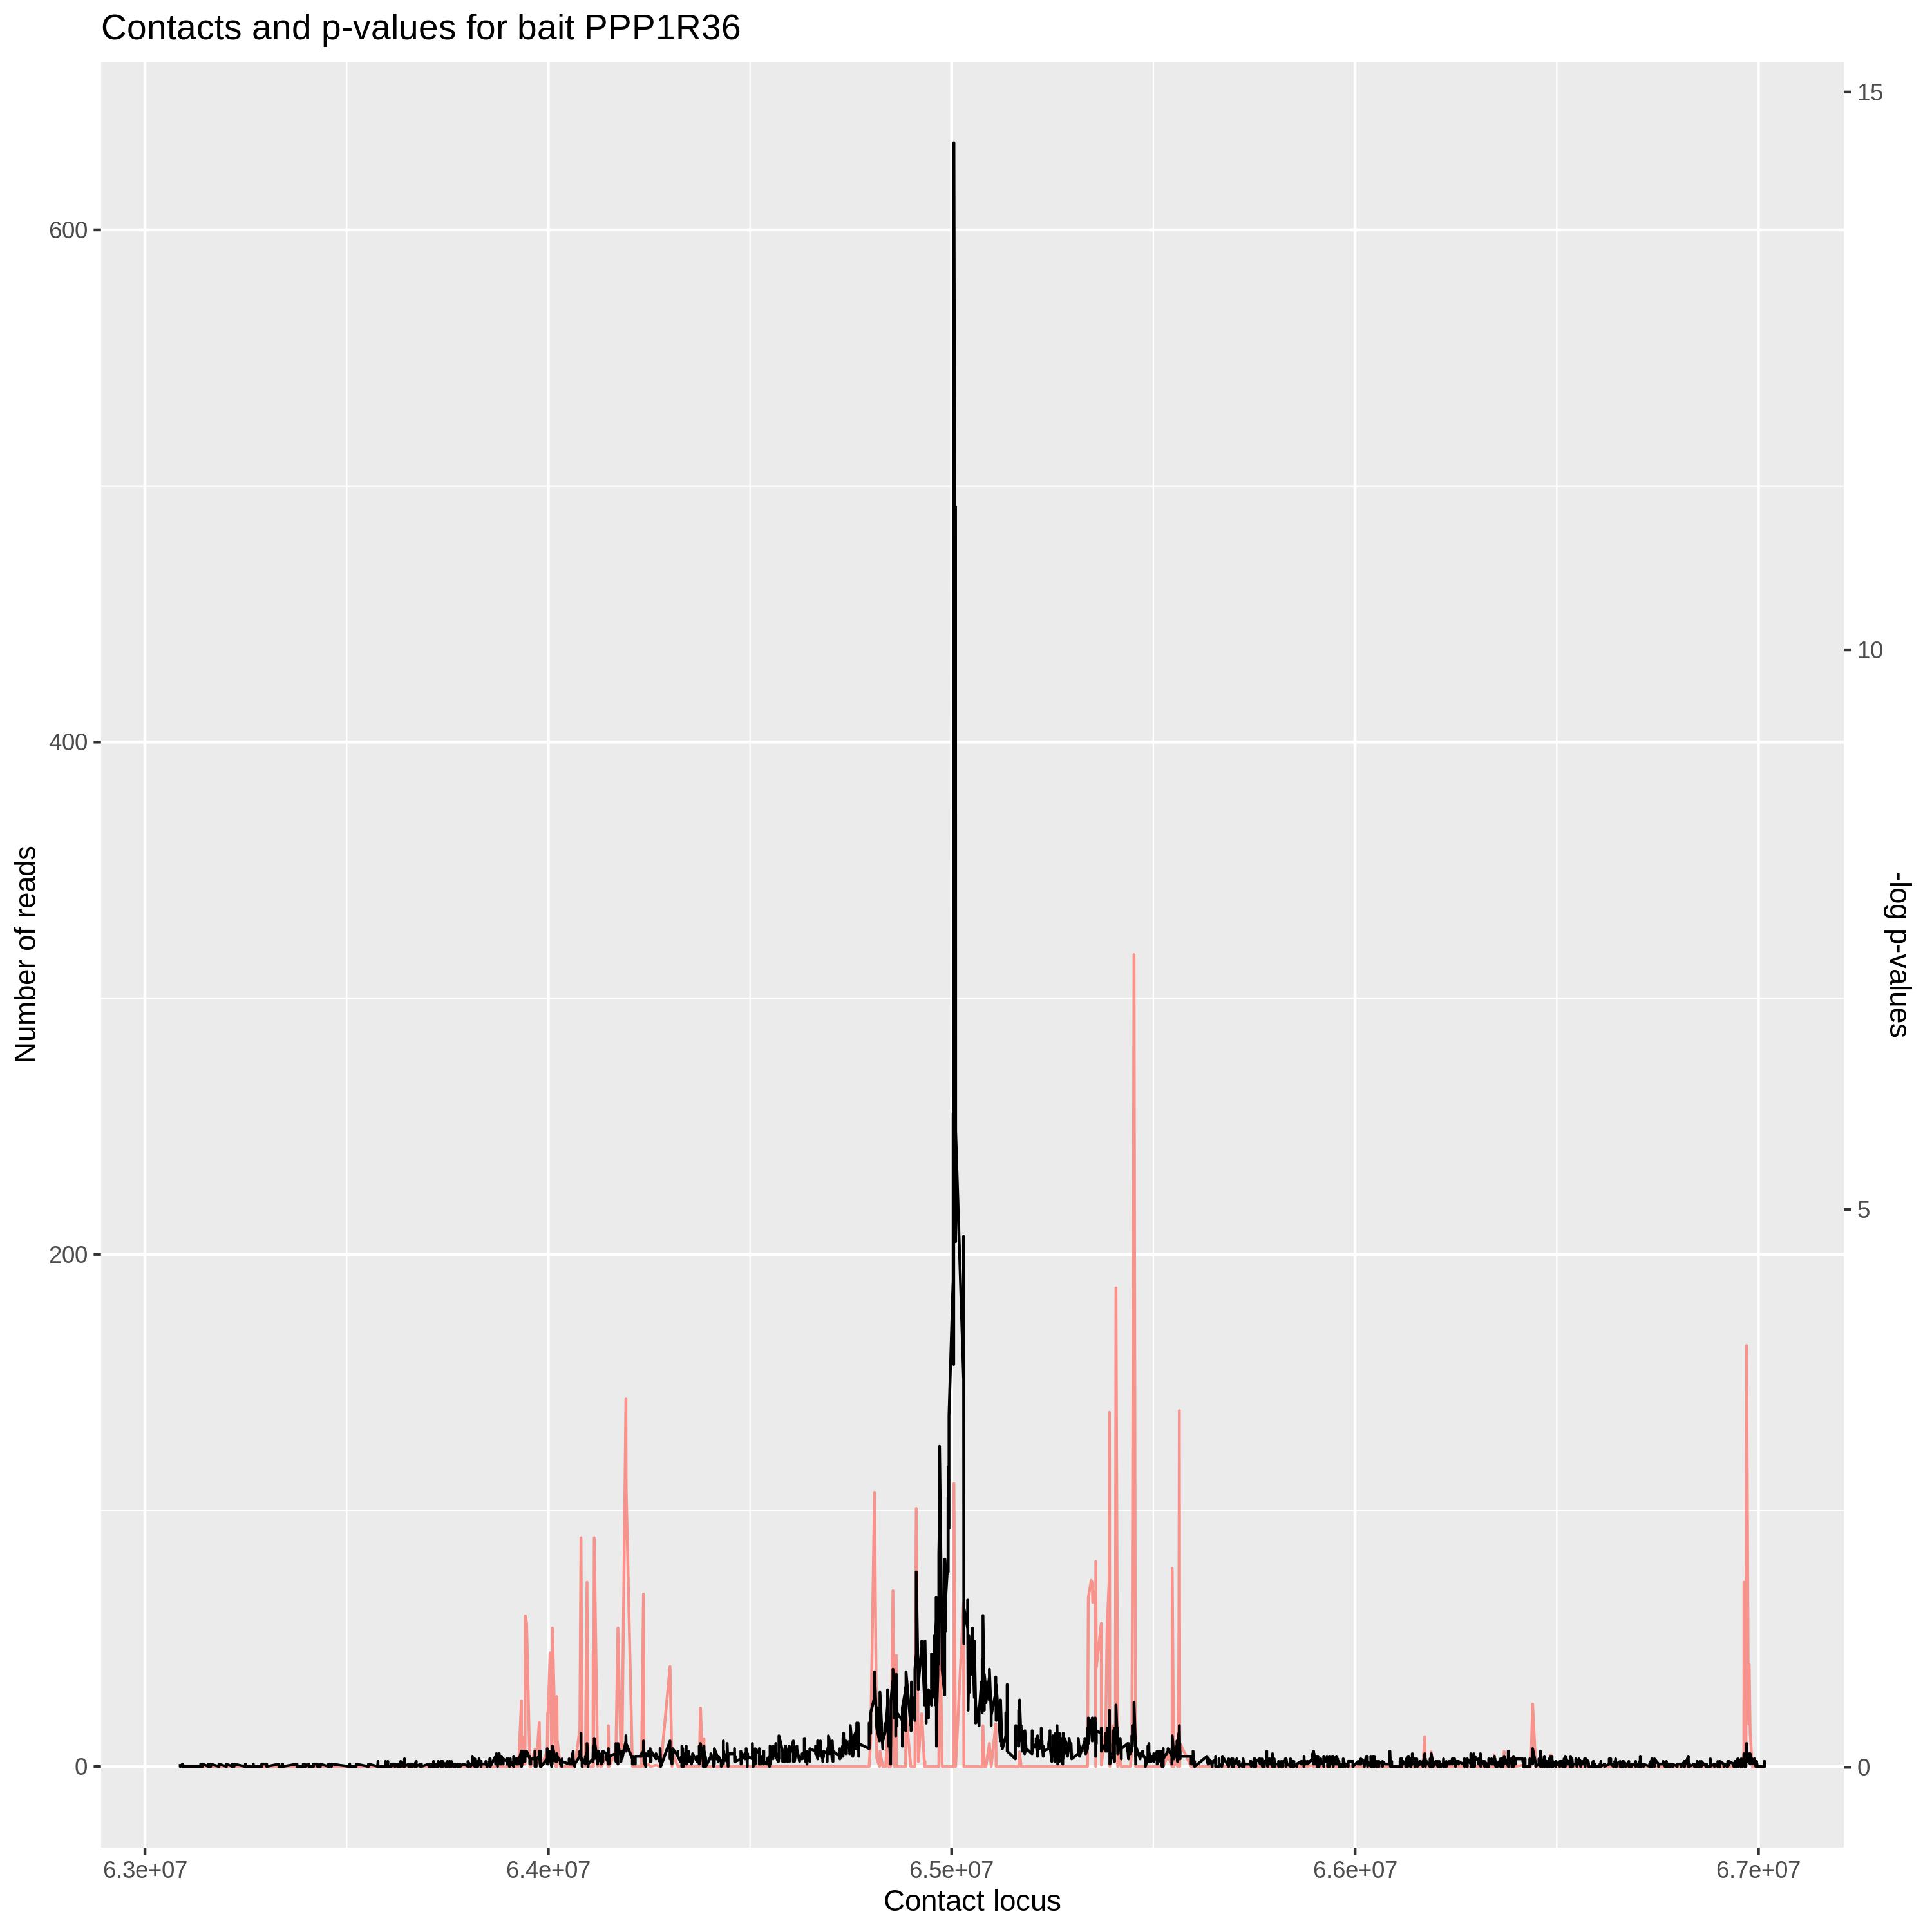 Contacts and p-values for bait PPP1R36
Number of reads
600
400
200
0
15
10
5
0
-log p-values
6.3e+07 6.4e+07 6.5e+07 6.6e+07 6.7e+07
Contact locus